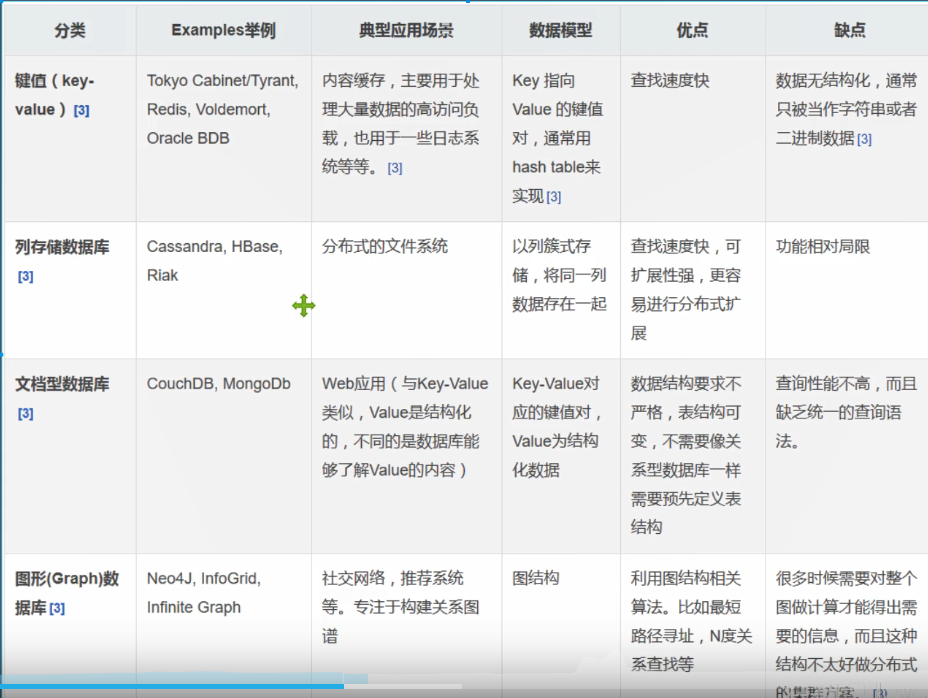 分类 Examples举例 典型应用场景 数据模型 优点 缺点
键值（key-
value）[3]
Tokyo Cabinet/Tyrant,
Redis, Voldemort,
Oracle BDB
内容缓存，主要用于处
理大量数据的高访问负
载，也用于一些日志系
统等等。[3]
Key 指向
Value 的键值
对，通常用
hash table来
实现[3]
查找速度快
数据无结构化，通常
只被当作字符串或者
二进制数据[3]
列存储数据库
[3]
Cassandra, HBase,
Riak
分布式的文件系统
以列簇式存
储，将同一列
数据存在一起
查找速度快，可
扩展性强，更容
易进行分布式扩
展
功能相对局限
文档型数据库
[3]
CouchDB, MongoDb
Web应用（与Key-Value
类似，Value是结构化
的，不同的是数据库能
够了解Value的内容）
Key-Value对
应的键值对，
Value为结构
化数据
数据结构要求不
严格，表结构可
变，不需要像关
系型数据库一样
需要预先定义表
结构
查询性能不高，而且
缺乏统一的查询语
法。
图形(Graph)数
据库[3]
Neo4J, InfoGrid,
Infinite Graph
社交网络，推荐系统
等。专注于构建关系图
谱
图结构
利用图结构相关
算法。比如最短
路径寻址，N度关
系查找等
很多时候需要对整个
图做计算才能得出需
要的信息，而且这种
结构不太好做分布式
的集群方案。[3]